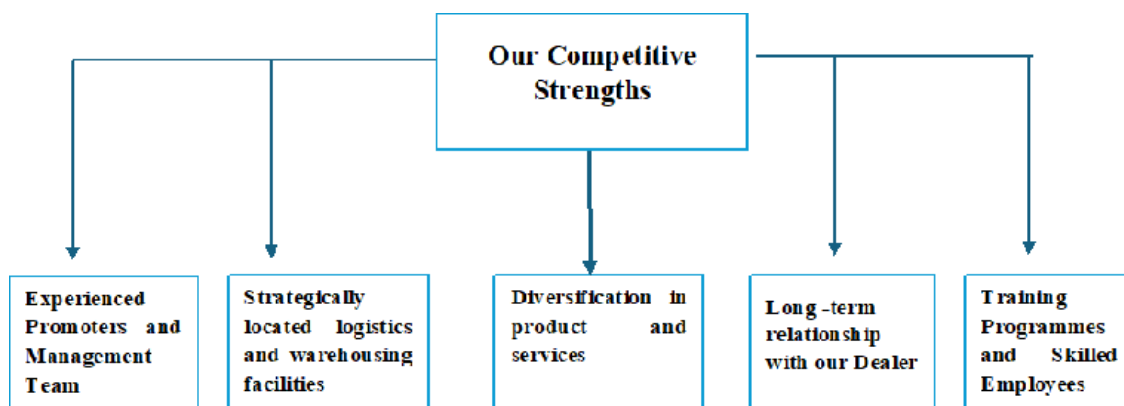 Our Competitive
Strengths
Experienced
Promoters and
Management
Team
Strategically
located logistics
and warehousing
facilities
Diversification in
product and
services
Long -term
relationship
with our Dealer
Training
Programmes
and Skilled
Employees